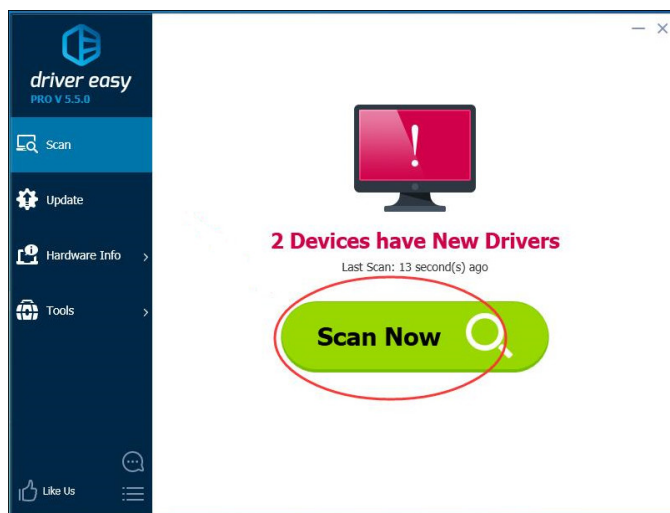 driver easy
PRO V 5.5.0
Scan
Update
Hardware Info
Tools
Like Us
!
2 Devices have New Drivers
Last Scan: 13 second(s) ago
Scan Now